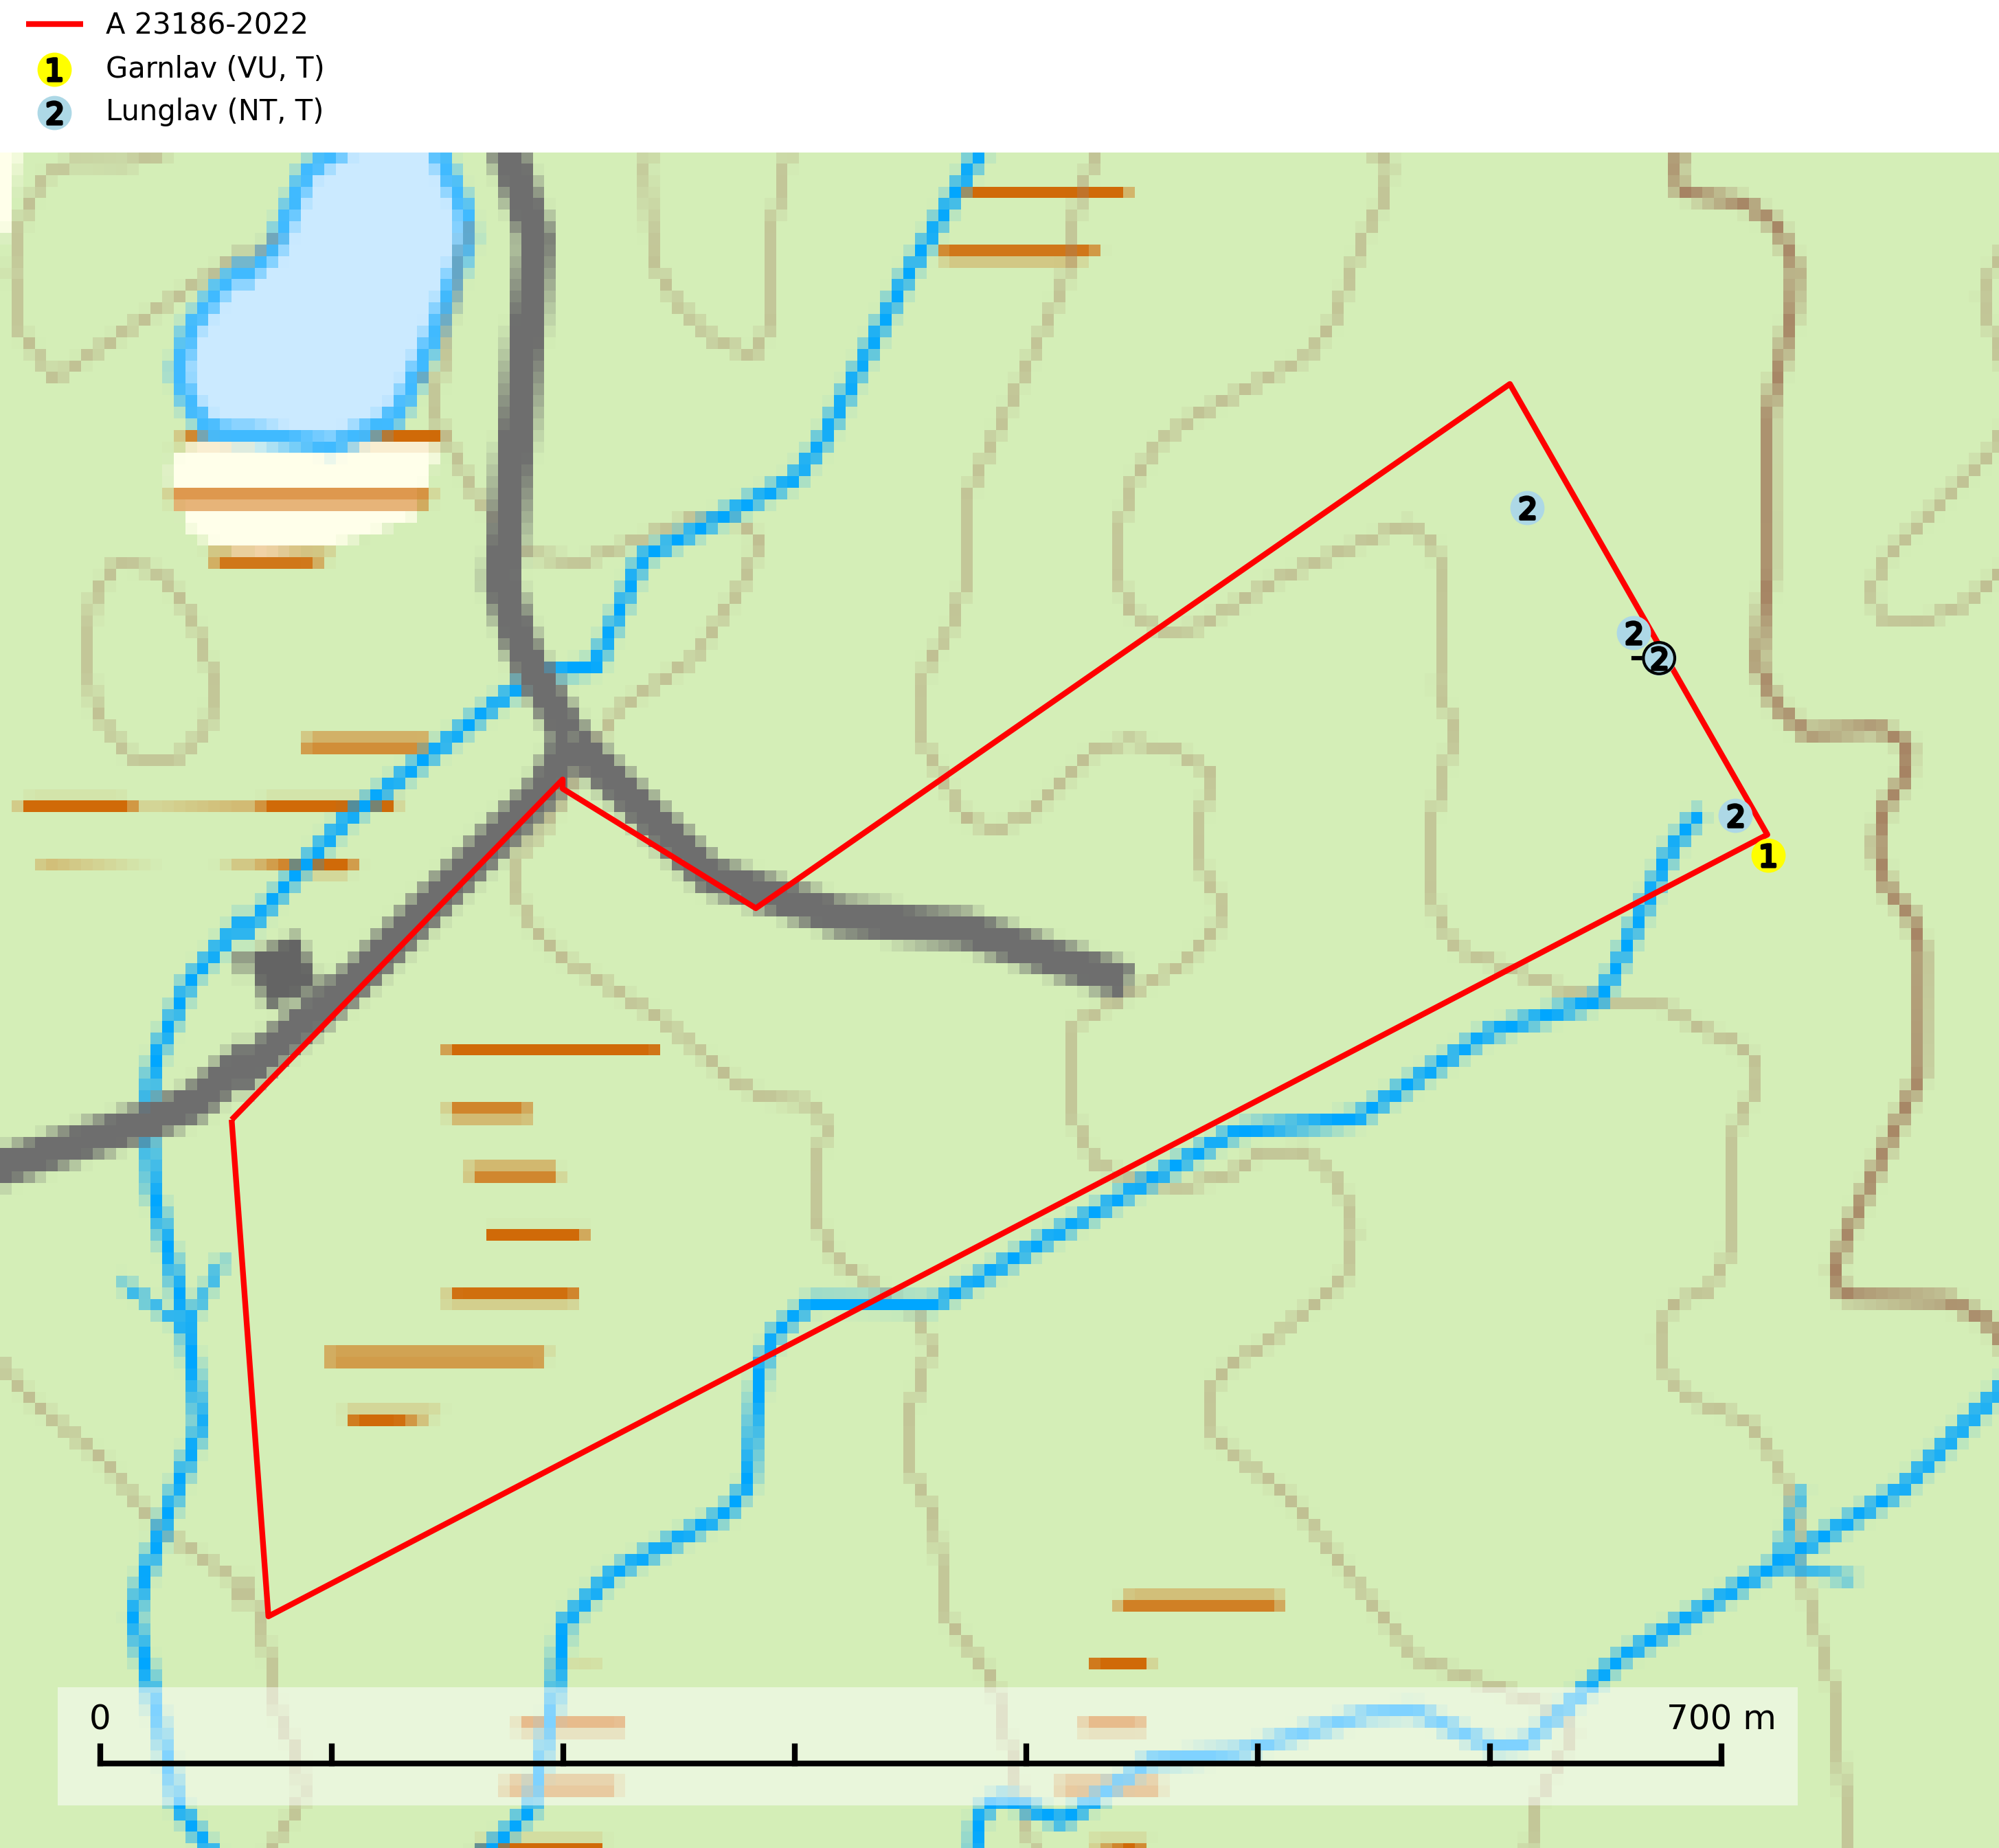 A 23186-2022
1 Garnlav (VU, T)
2 Lunglav (NT, T)
2
2
2
2
1
0 700 m